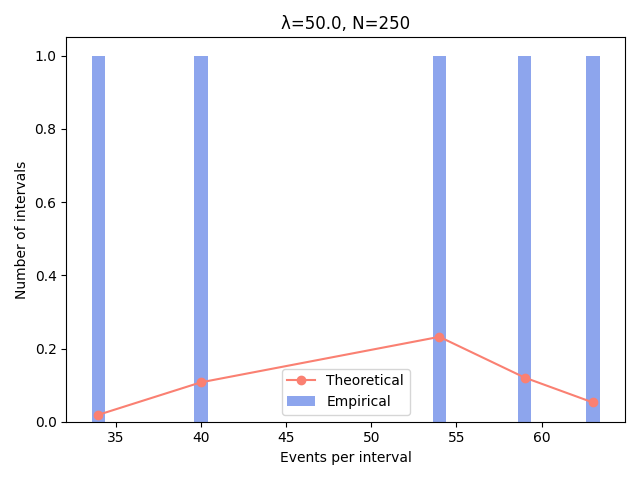 λ=50.0, N=250
Number of intervals
1.0
0.8
0.6
0.4
0.2
0.0
Theoretical
Empirical
35 40 45 50 55 60
Events per interval